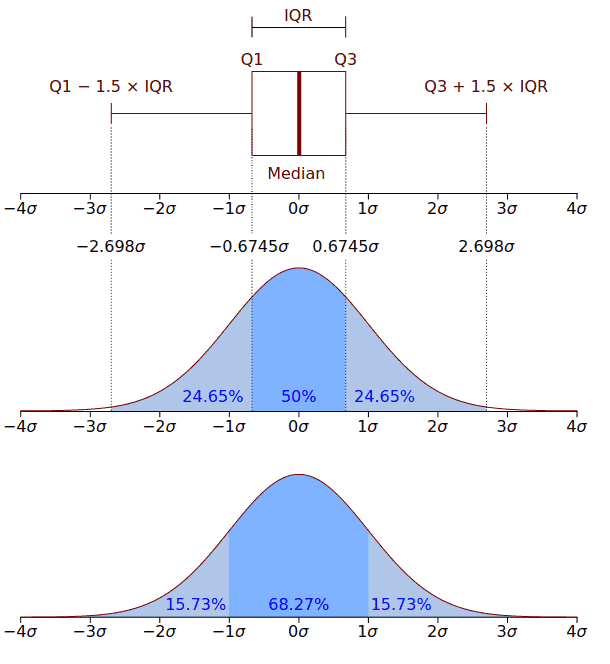 IQR
Q1 Q3
Q1 − 1.5 × IQR Q3 + 1.5 × IQR
Median
−4σ −3σ −2σ −1σ 0σ 1σ 2σ 3σ 4σ
−2.698σ −0.6745σ 0.6745σ 2.698σ
24.65% 50% 24.65%
−4σ −3σ −2σ −1σ 0σ 1σ 2σ 3σ 4σ
15.73% 68.27% 15.73%
−4σ −3σ −2σ −1σ 0σ 1σ 2σ 3σ 4σ